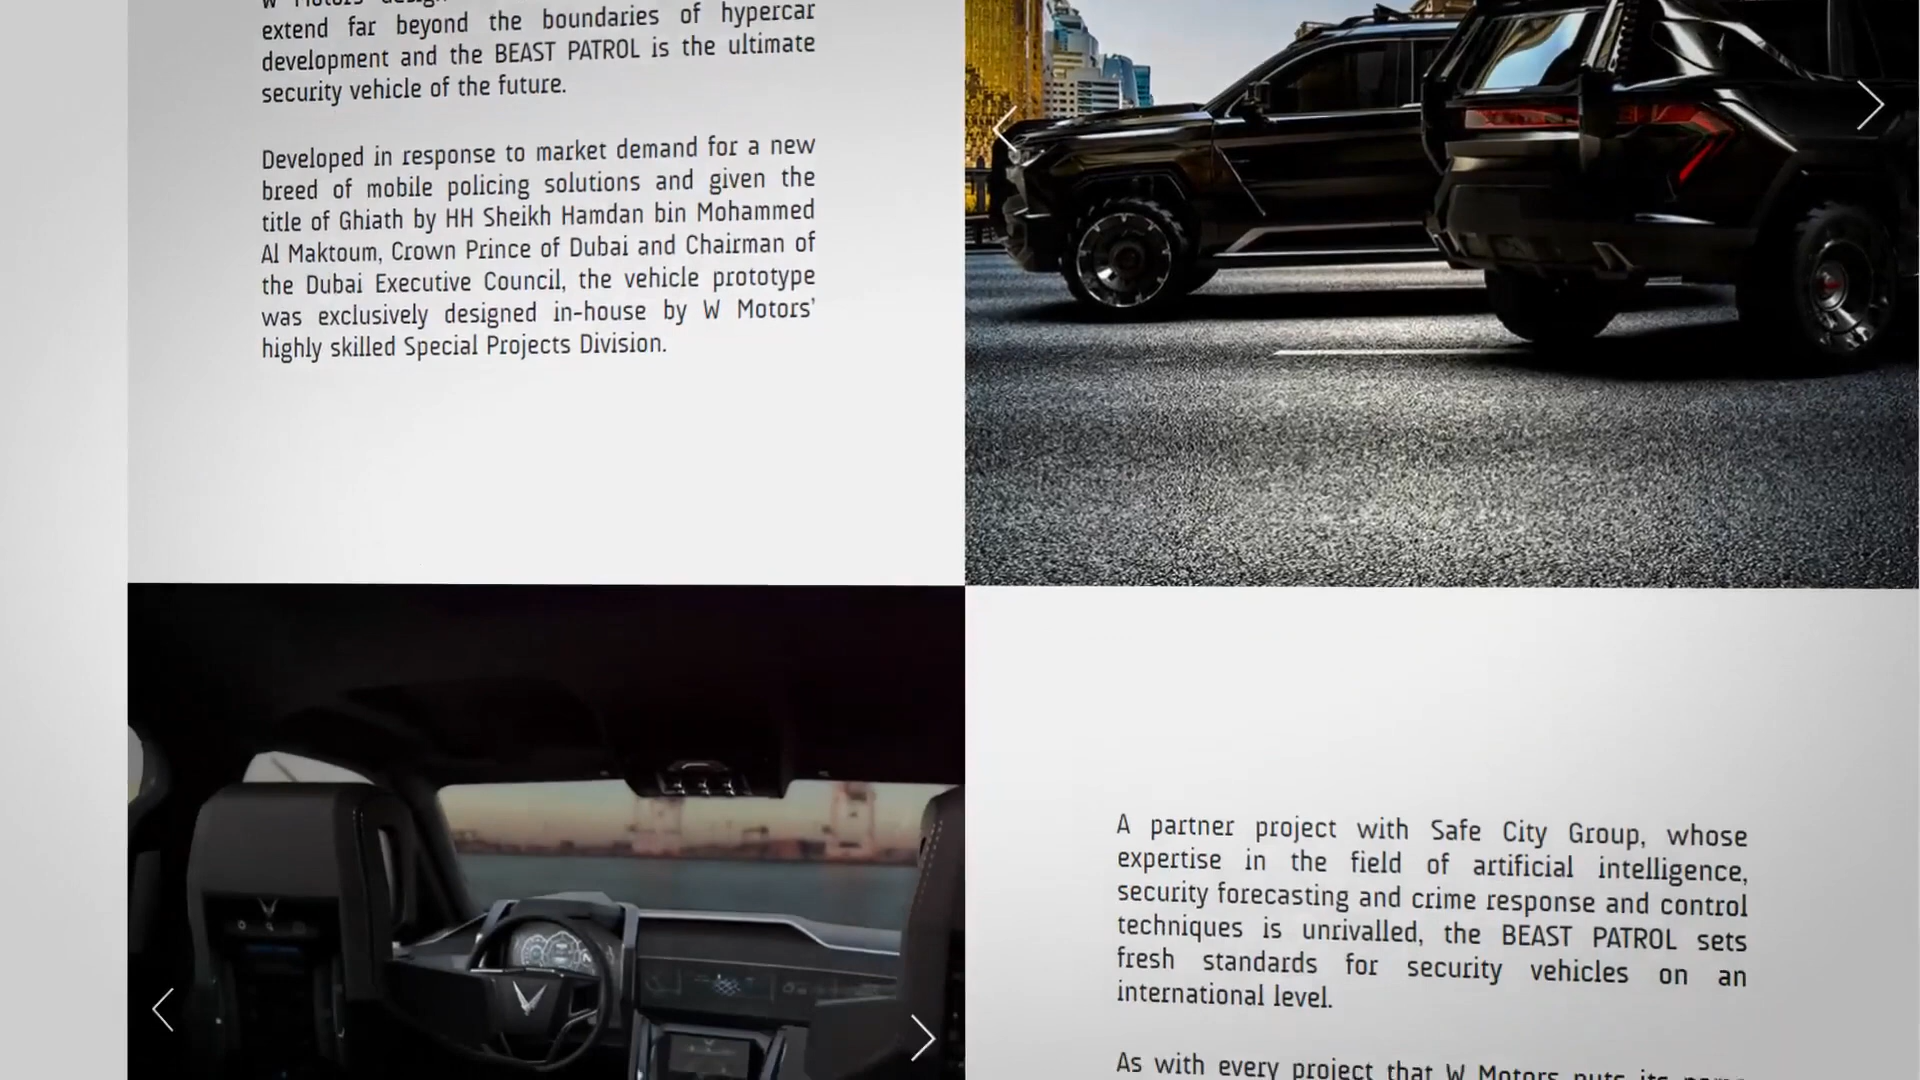 W Motors
extend far beyond the boundaries of hypercar
development and the BEAST PATROL is the ultimate
security vehicle of the future.
Developed in response to market demand for a new
breed of mobile policing solutions and given the
title of Ghiath by HH Sheikh Hamdan bin Mohammed
Al Maktoum, Crown Prince of Dubai and Chairman of
the Dubai Executive Council, the vehicle prototype
was exclusively designed in-house by W Motors'
highly skilled Special Projects Division.
A partner project with Safe City Group, whose
expertise in the field of artificial intelligence,
security forecasting and crime response and control
techniques is unrivalled, the BEAST PATROL sets
fresh standards for security vehicles on an
international level.
As with every project that W Motors puts its name